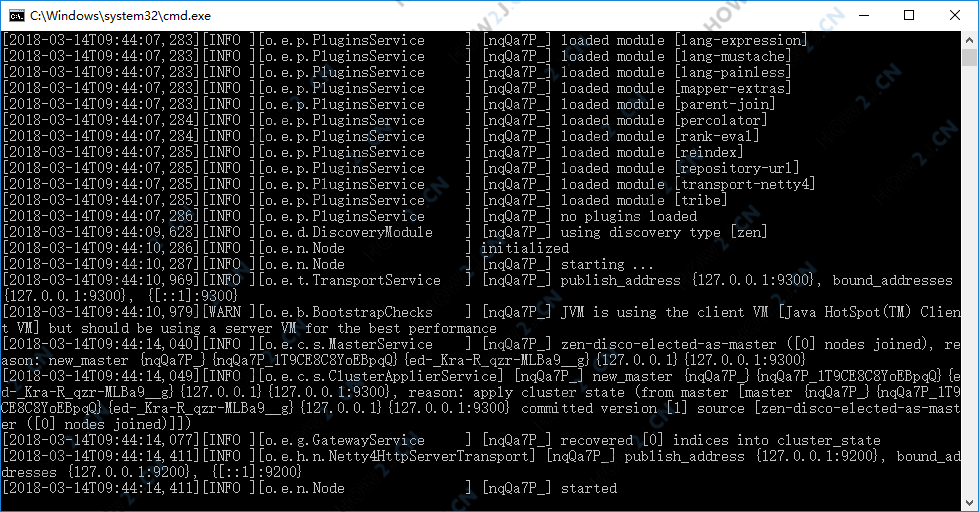 C:\Windows\system32\cmd.exe
[2018-03-14T09:44:07,283][INFO ][o.e.p.PluginsService     ] [nqQa7P_] loaded module [lang-expression]
[2018-03-14T09:44:07,283][INFO ][o.e.p.PluginsService     ] [nqQa7P_] loaded module [lang-mustache]
[2018-03-14T09:44:07,283][INFO ][o.e.p.PluginsService     ] [nqQa7P_] loaded module [lang-painless]
[2018-03-14T09:44:07,283][INFO ][o.e.p.PluginsService     ] [nqQa7P_] loaded module [mapper-extras]
[2018-03-14T09:44:07,283][INFO ][o.e.p.PluginsService     ] [nqQa7P_] loaded module [parent-join]
[2018-03-14T09:44:07,284][INFO ][o.e.p.PluginsService     ] [nqQa7P_] loaded module [percolator]
[2018-03-14T09:44:07,284][INFO ][o.e.p.PluginsService     ] [nqQa7P_] loaded module [rank-eval]
[2018-03-14T09:44:07,285][INFO ][o.e.p.PluginsService     ] [nqQa7P_] loaded module [reindex]
[2018-03-14T09:44:07,285][INFO ][o.e.p.PluginsService     ] [nqQa7P_] loaded module [repository-url]
[2018-03-14T09:44:07,285][INFO ][o.e.p.PluginsService     ] [nqQa7P_] loaded module [transport-netty4]
[2018-03-14T09:44:07,285][INFO ][o.e.p.PluginsService     ] [nqQa7P_] loaded module [tribe]
[2018-03-14T09:44:07,286][INFO ][o.e.p.PluginsService     ] [nqQa7P_] no plugins loaded
[2018-03-14T09:44:09,628][INFO ][o.e.d.DiscoveryModule    ] [nqQa7P_] using discovery type [zen]
[2018-03-14T09:44:10,286][INFO ][o.e.n.Node               ] initialized
[2018-03-14T09:44:10,287][INFO ][o.e.n.Node               ] [nqQa7P_] starting ...
[2018-03-14T09:44:10,969][INFO ][o.e.t.TransportService   ] [nqQa7P_] publish_address {127.0.0.1:9300}, bound_addresses
{127.0.0.1:9300}, {[::1]:9300}
[2018-03-14T09:44:10,979][WARN ][o.e.b.BootstrapChecks    ] [nqQa7P_] JVM is using the client VM [Java HotSpot(TM) Clien
t VM] but should be using a server VM for the best performance
[2018-03-14T09:44:14,040][INFO ][o.e.c.s.MasterService    ] [nqQa7P_] zen-disco-elected-as-master ([0] nodes joined), re
ason: new_master {nqQa7P_}{nqQa7P_1T9CE8C8YoEBpqQ}{ed-_Kra-R_qzr-MLBa9__g}{127.0.0.1}{127.0.0.1:9300}
[2018-03-14T09:44:14,049][INFO ][o.e.c.s.ClusterApplierService] [nqQa7P_] new_master {nqQa7P_}{nqQa7P_1T9CE8C8YoEBpqQ}{e
d-_Kra-R_qzr-MLBa9__g}{127.0.0.1}{127.0.0.1:9300}, reason: apply cluster state (from master [master {nqQa7P_}{nqQa7P_1T9
CE8C8YoEBpqQ}{ed-_Kra-R_qzr-MLBa9__g}{127.0.0.1}{127.0.0.1:9300} committed version [1] source [zen-disco-elected-as-mast
er ([0] nodes joined)]])
[2018-03-14T09:44:14,077][INFO ][o.e.g.GatewayService     ] [nqQa7P_] recovered [0] indices into cluster_state
[2018-03-14T09:44:14,411][INFO ][o.e.h.n.Netty4HttpServerTransport] [nqQa7P_] publish_address {127.0.0.1:9200}, bound_ad
dresses {127.0.0.1:9200}, {[::1]:9200}
[2018-03-14T09:44:14,411][INFO ][o.e.n.Node               ] [nqQa7P_] started